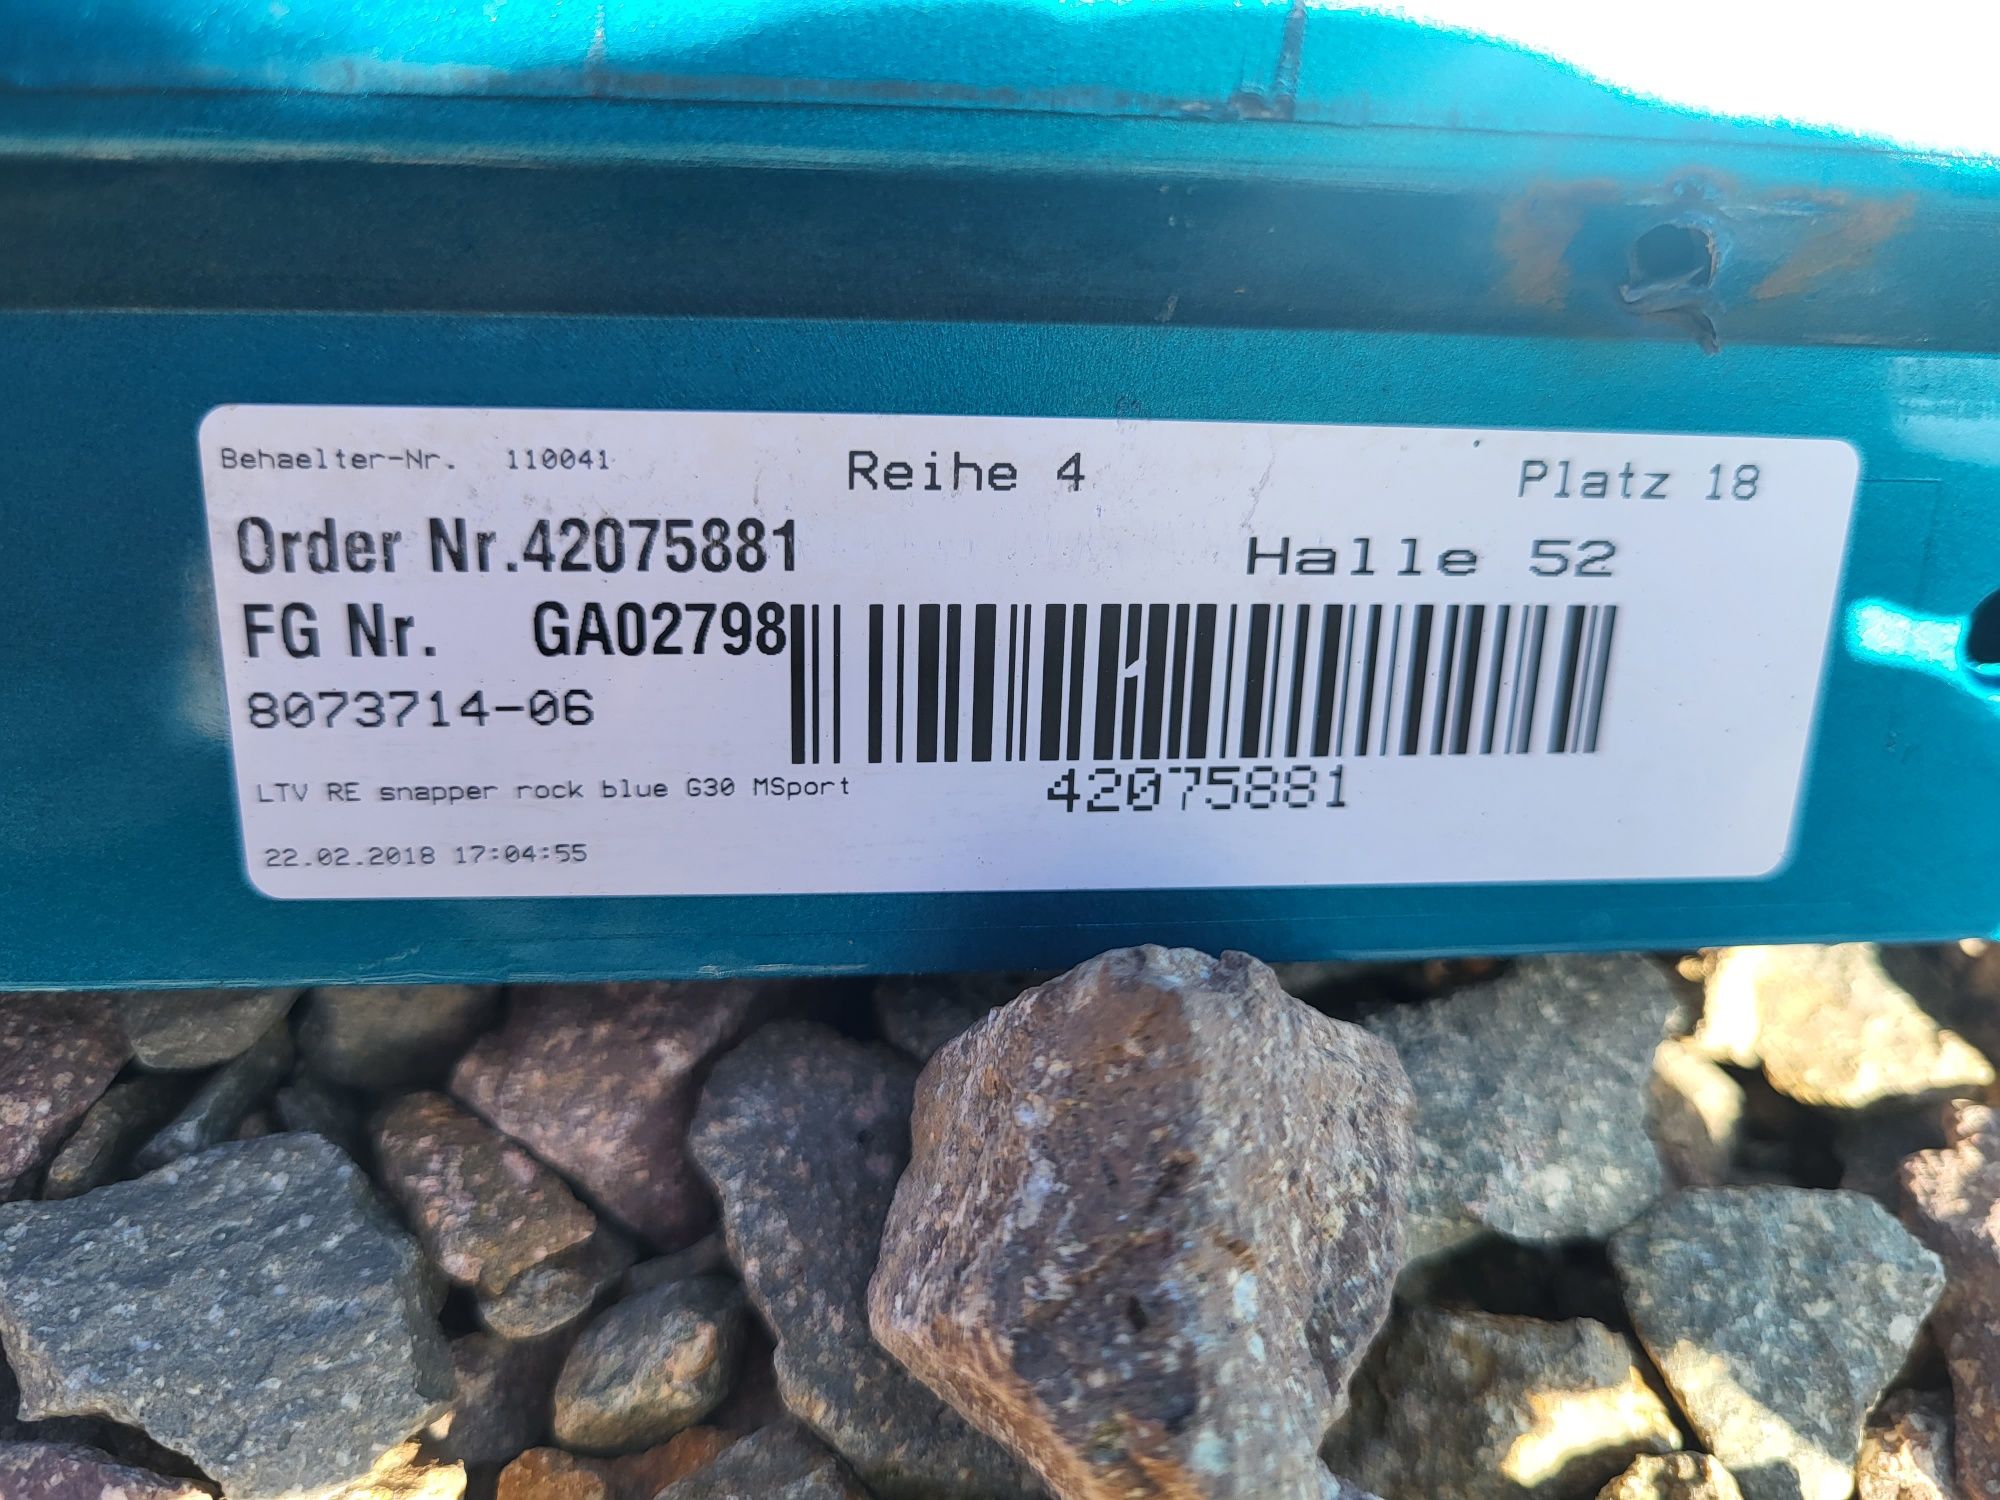 Behaelter-Nr. 110041 Reihe 4 Platz 18
Order Nr.42075881 Halle 52
FG Nr. GA02798
8073714-06
42075881
LTV RE snapper rock blue G30 MSport
22.02.2018 17:04:55